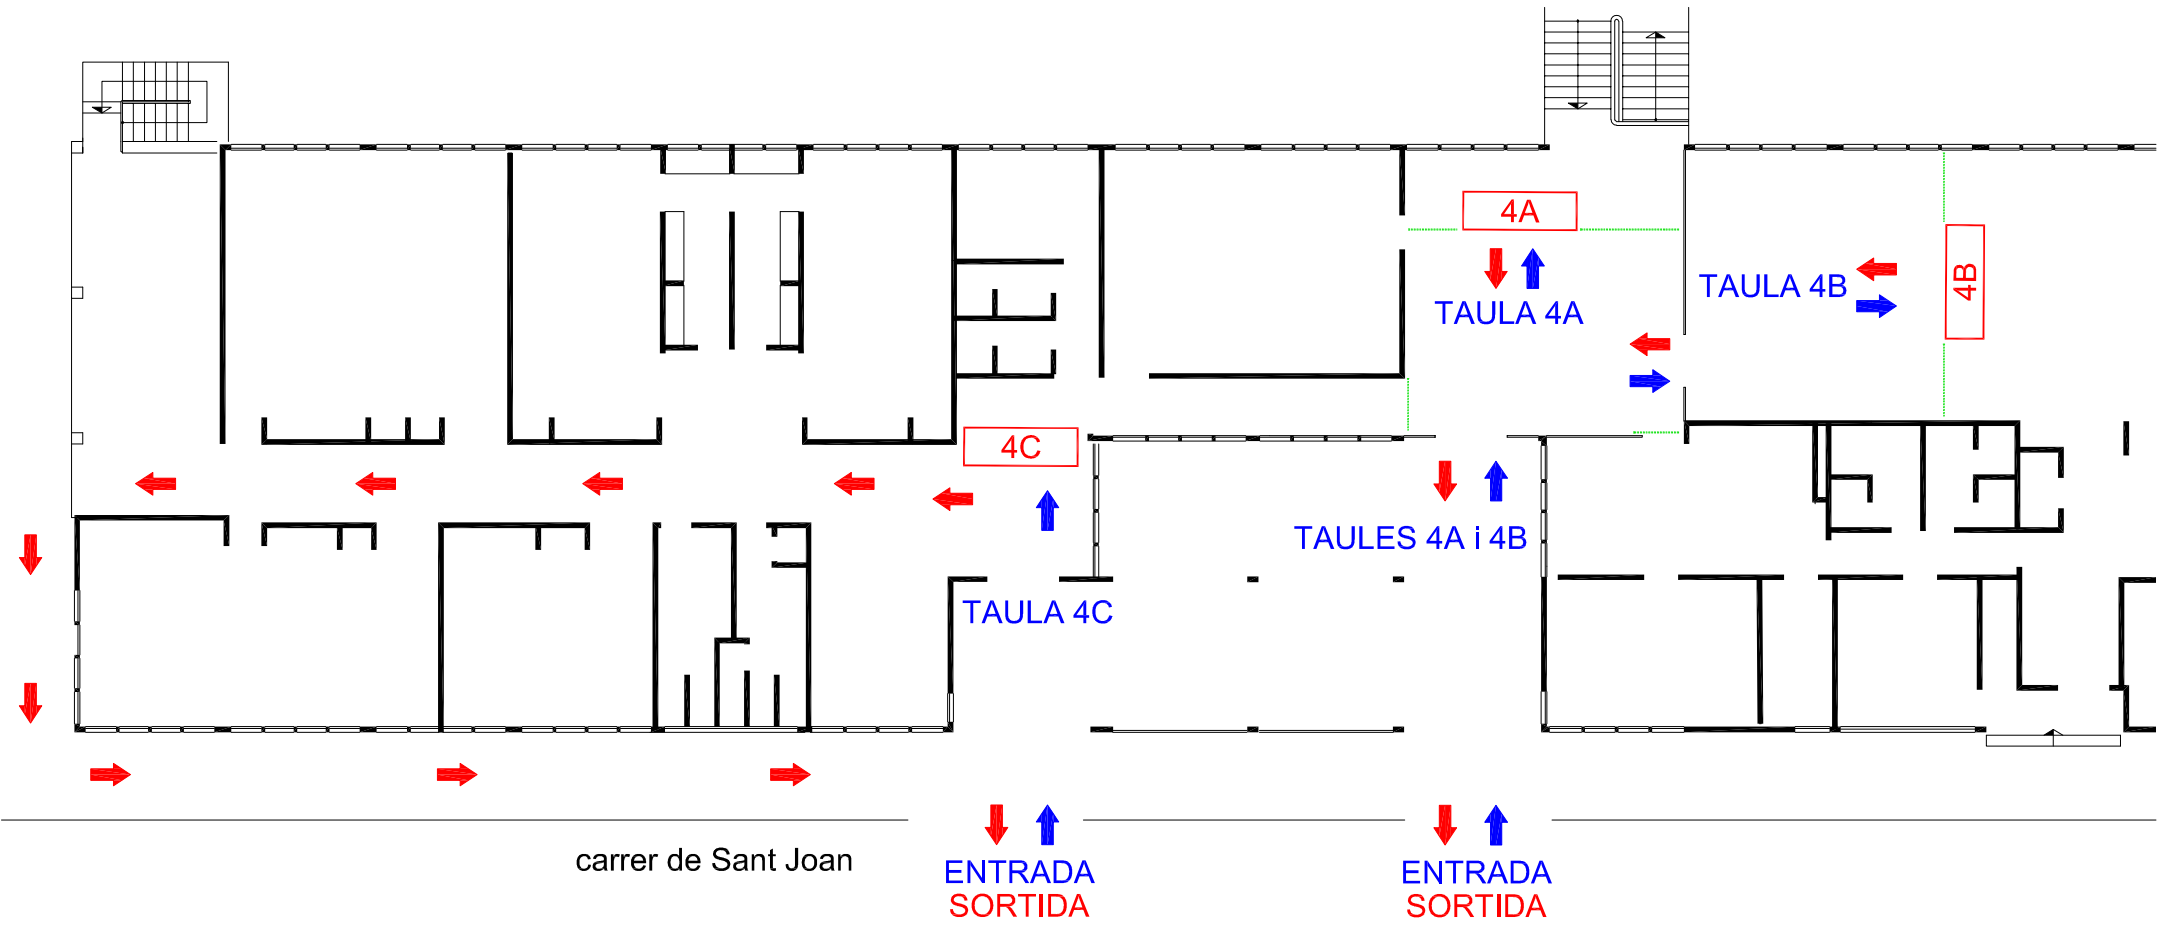 4A
TAULA 4A
TAULA 4B
4B
4C
TAULES 4A i 4B
TAULA 4C
carrer de Sant Joan
ENTRADA
SORTIDA
ENTRADA
SORTIDA